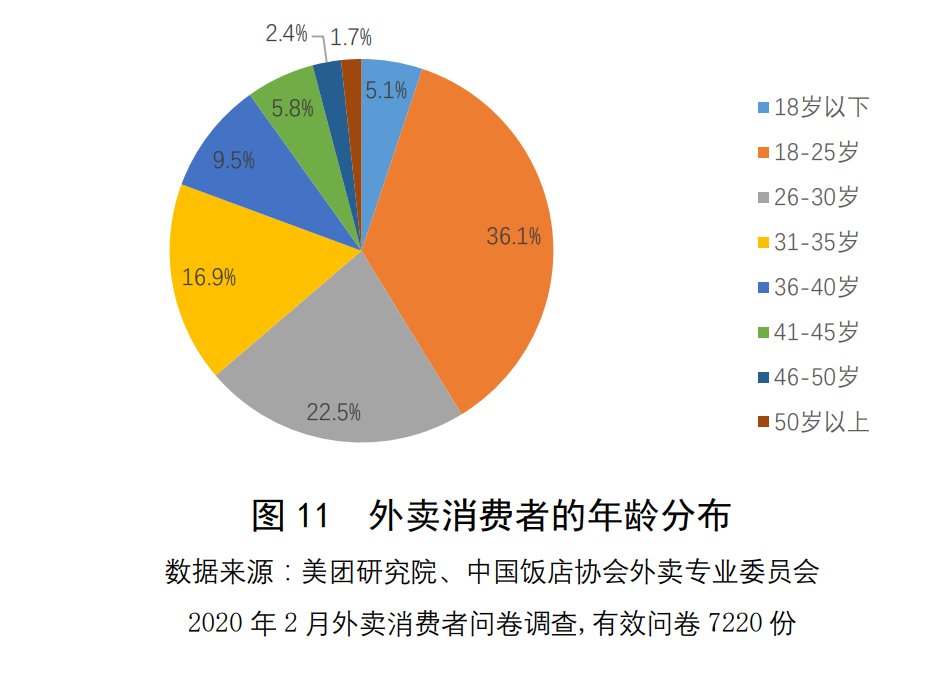 2.4%
1.7%
5.1%
5.8%
9.5%
36.1%
16.9%
22.5%
18岁以下
18-25岁
26-30岁
31-35岁
36-40岁
41-45岁
46-50岁
50岁以上
图 11 外卖消费者的年龄分布
数据来源：美团研究院、中国饭店协会外卖专业委员会
2020 年 2 月外卖消费者问卷调查,有效问卷 7220 份